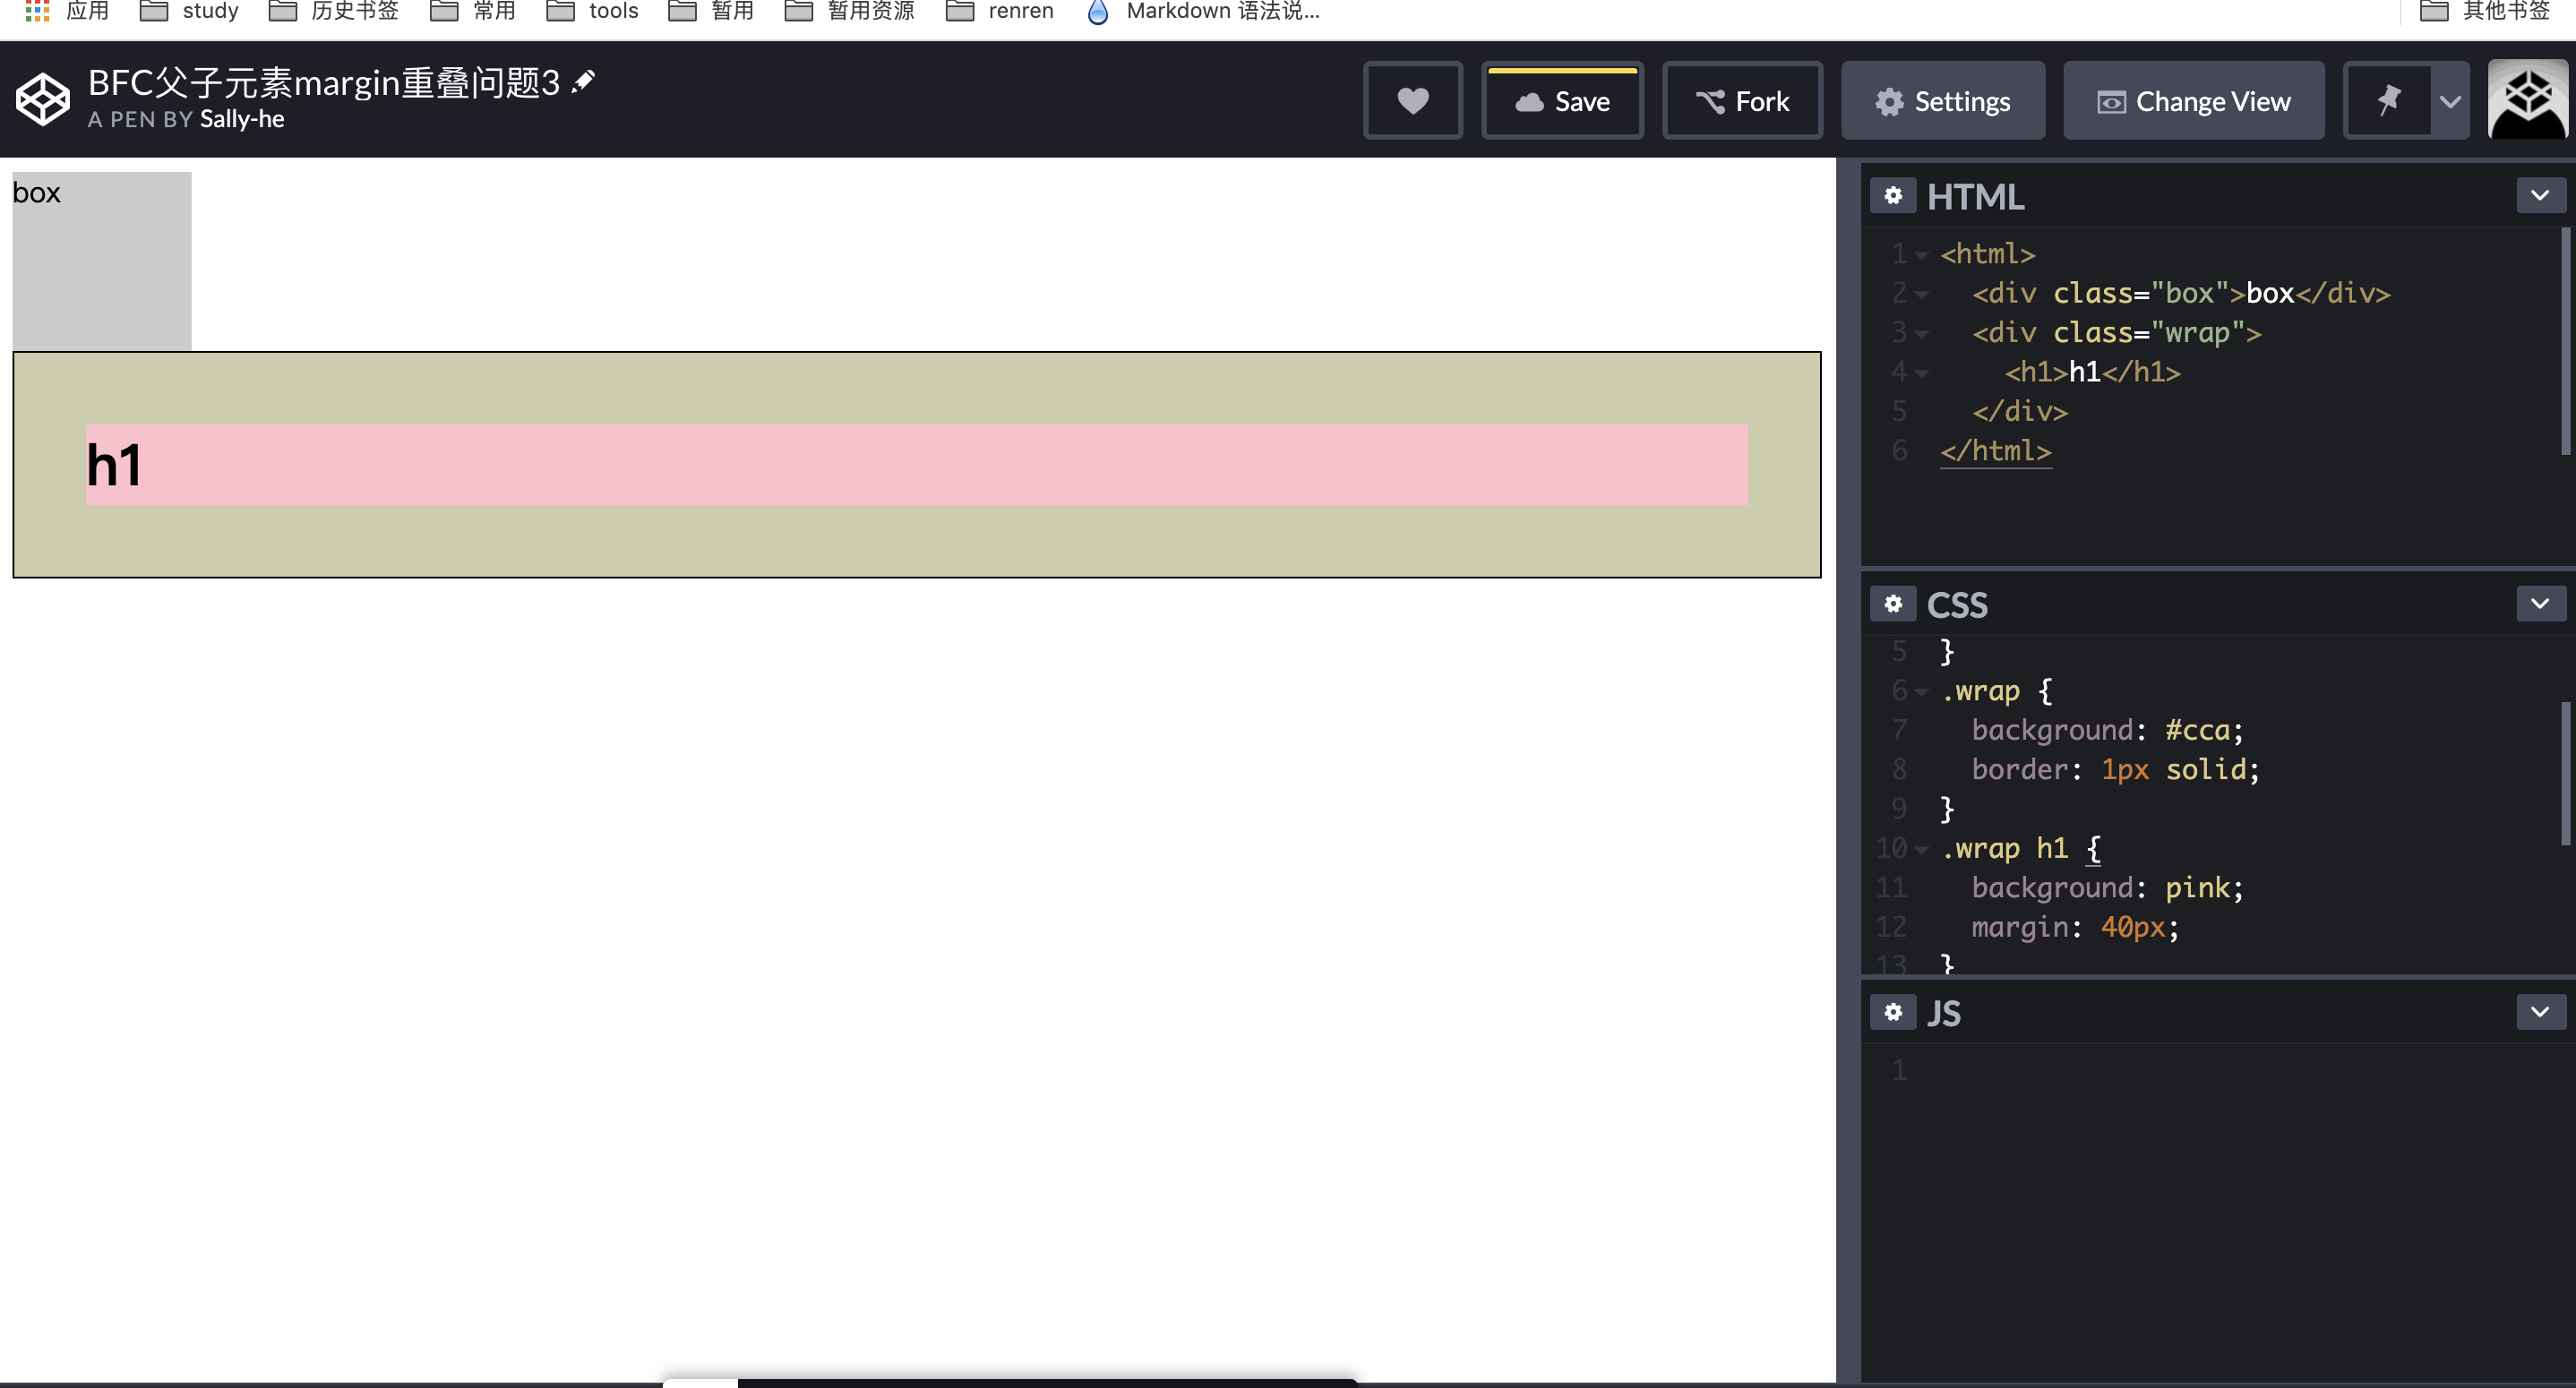 应用 study 历史书签 常用 tools 暂用 暂用资源 renren Markdown 语法说... 其他书签
BFC父子元素margin重叠问题3
A PEN BY Sally-he
Save Fork Settings Change View
box
h1
HTML
1 <html>
2 <div class="box">box</div>
3 <div class="wrap">
4 <h1>h1</h1>
5 </div>
6 </html>
CSS
5 }
6 .wrap {
7 background: #cca;
8 border: 1px solid;
9 }
10 .wrap h1 {
11 background: pink;
12 margin: 40px;
13 }
JS
1